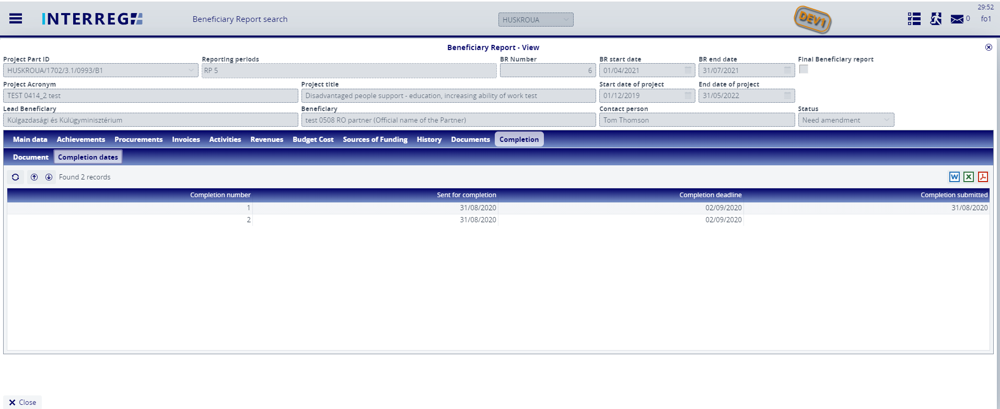 29:52
INTERREG Beneficiary Report search HUSKROUA DEV1 0 fo1
Beneficiary Report - View
Project Part ID Reporting periods BR Number BR start date BR end date Final Beneficiary report
HUSKROUA/1702/3.1/0993/B1 RP 5 6 01/04/2021 31/07/2021
Project Acronym Project title Start date of project End date of project
TEST 0414_2 test Disadvantaged people support - education, increasing ability of work test 01/12/2019 31/05/2022
Lead Beneficiary Beneficiary Contact person Status
Külgazdasági és Külügyminisztérium test 0508 RO partner (Official name of the Partner) Tom Thomson Need amendment
Main data Achievements Procurements Invoices Activities Revenues Budget Cost Sources of Funding History Documents Completion
Document Completion dates
Found 2 records W X
Completion number Sent for completion Completion deadline Completion submitted
1 31/08/2020 02/09/2020 31/08/2020
2 31/08/2020 02/09/2020
Close